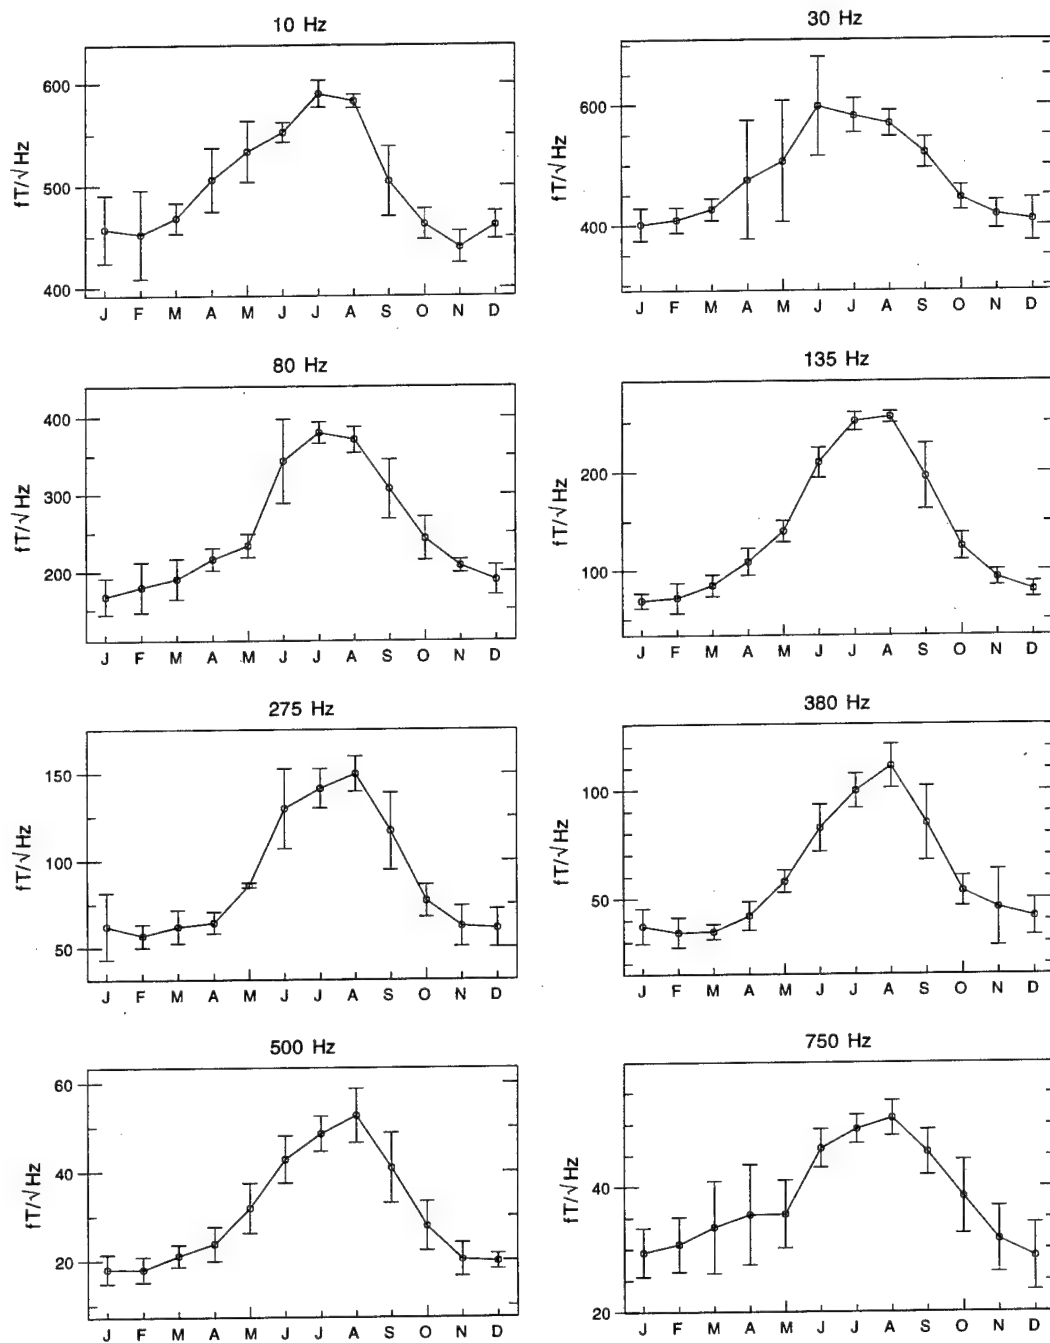 10 Hz
30 Hz
fT/√Hz
600
500
400
J F M A M J J A S O N D
fT/√Hz
600
400
J F M A M J J A S O N D
80 Hz
135 Hz
fT/√Hz
400
300
200
J F M A M J J A S O N D
fT/√Hz
200
100
J F M A M J J A S O N D
275 Hz
380 Hz
fT/√Hz
150
100
50
J F M A M J J A S O N D
fT/√Hz
100
50
J F M A M J J A S O N D
500 Hz
750 Hz
fT/√Hz
60
40
20
J F M A M J J A S O N D
fT/√Hz
40
20
J F M A M J J A S O N D